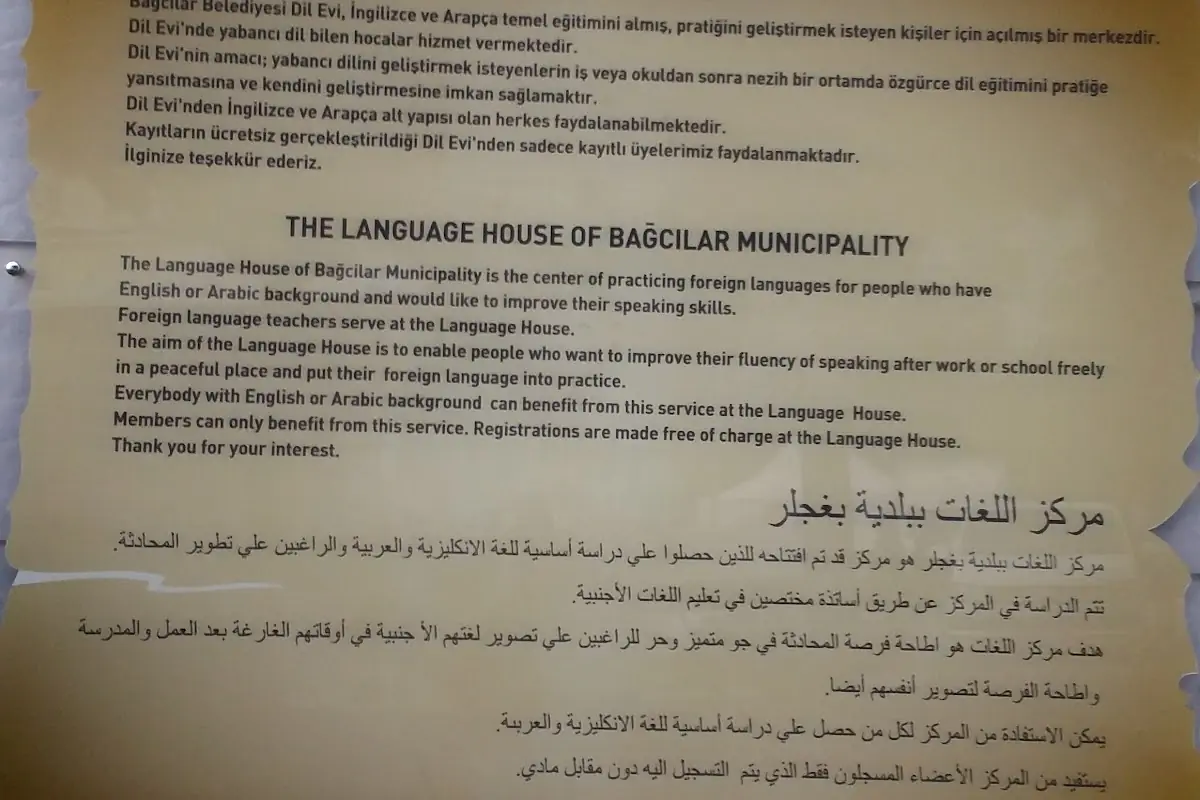 Bağcılar Belediyesi Dil Evi, İngilizce ve Arapça temel eğitimini almış, pratiğini geliştirmek isteyen kişiler için açılmış bir merkezdir.
Dil Evi'nde yabancı dil bilen hocalar hizmet vermektedir.
Dil Evi'nin amacı; yabancı dilini geliştirmek isteyenlerin iş veya okuldan sonra nezih bir ortamda özgürce dil eğitimini pratiğe
yansıtmasına ve kendini geliştirmesine imkan sağlamaktır.
Dil Evi'nden İngilizce ve Arapça alt yapısı olan herkes faydalanabilmektedir.
Kayıtların ücretsiz gerçekleştirildiği Dil Evi'nden sadece kayıtlı üyelerimiz faydalanmaktadır.
İlginize teşekkür ederiz.
THE LANGUAGE HOUSE OF BAĞCILAR MUNICIPALITY
The Language House of Bağcilar Municipality is the center of practicing foreign languages for people who have
English or Arabic background and would like to improve their speaking skills.
Foreign language teachers serve at the Language House.
The aim of the Language House is to enable people who want to improve their fluency of speaking after work or school freely
in a peaceful place and put their foreign language into practice.
Everybody with English or Arabic background can benefit from this service at the Language House.
Members can only benefit from this service. Registrations are made free of charge at the Language House.
Thank you for your interest.
مركز اللغات ببلدية بغجلر
مركز اللغات ببلدية بغجلر هو مركز قد تم افتتاحه للذين حصلوا علي دراسة أساسية للغة الانكليزية والعربية والراغبين علي تطوير المحادثة.
تتم الدراسة في المركز عن طريق أساتذة مختصين في تعليم اللغات الأجنبية.
هدف مركز اللغات هو اطاحة فرصة المحادثة في جو متميز وحر للراغبين علي تصوير لغتهم الأ جنبية في أوقاتهم الغارغة بعد العمل والمدرسة
واطاحة الفرصة لتصوير أنفسهم أيضا.
يمكن الاستفادة من المركز لكل من حصل علي دراسة أساسية للغة الانكليزية والعربية.
يستفيد من المركز الأعضاء المسجلون فقط الذي يتم التسجيل اليه دون مقابل مادي.